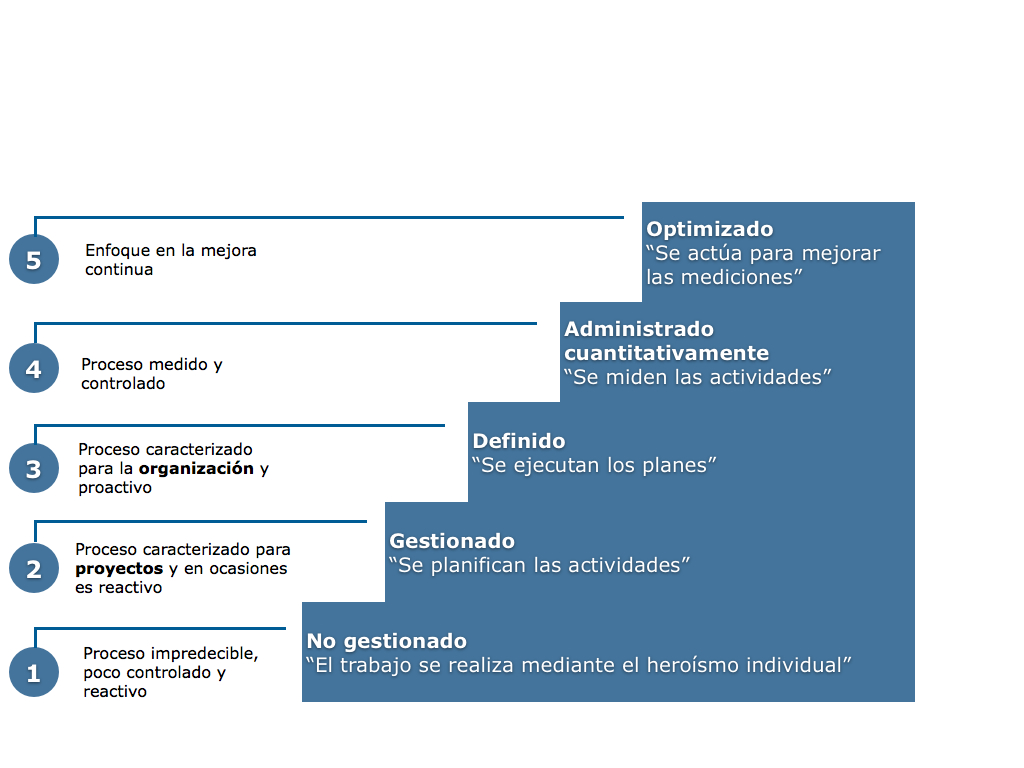 5
Enfoque en la mejora
continua
Optimizado
“Se actúa para mejorar
las mediciones”
4
Proceso medido y
controlado
Administrado
cuantitativamente
“Se miden las actividades”
3
Proceso caracterizado
para la organización y
proactivo
Definido
“Se ejecutan los planes”
2
Proceso caracterizado para
proyectos y en ocasiones
es reactivo
Gestionado
“Se planifican las actividades”
1
Proceso impredecible,
poco controlado y
reactivo
No gestionado
“El trabajo se realiza mediante el heroísmo individual”